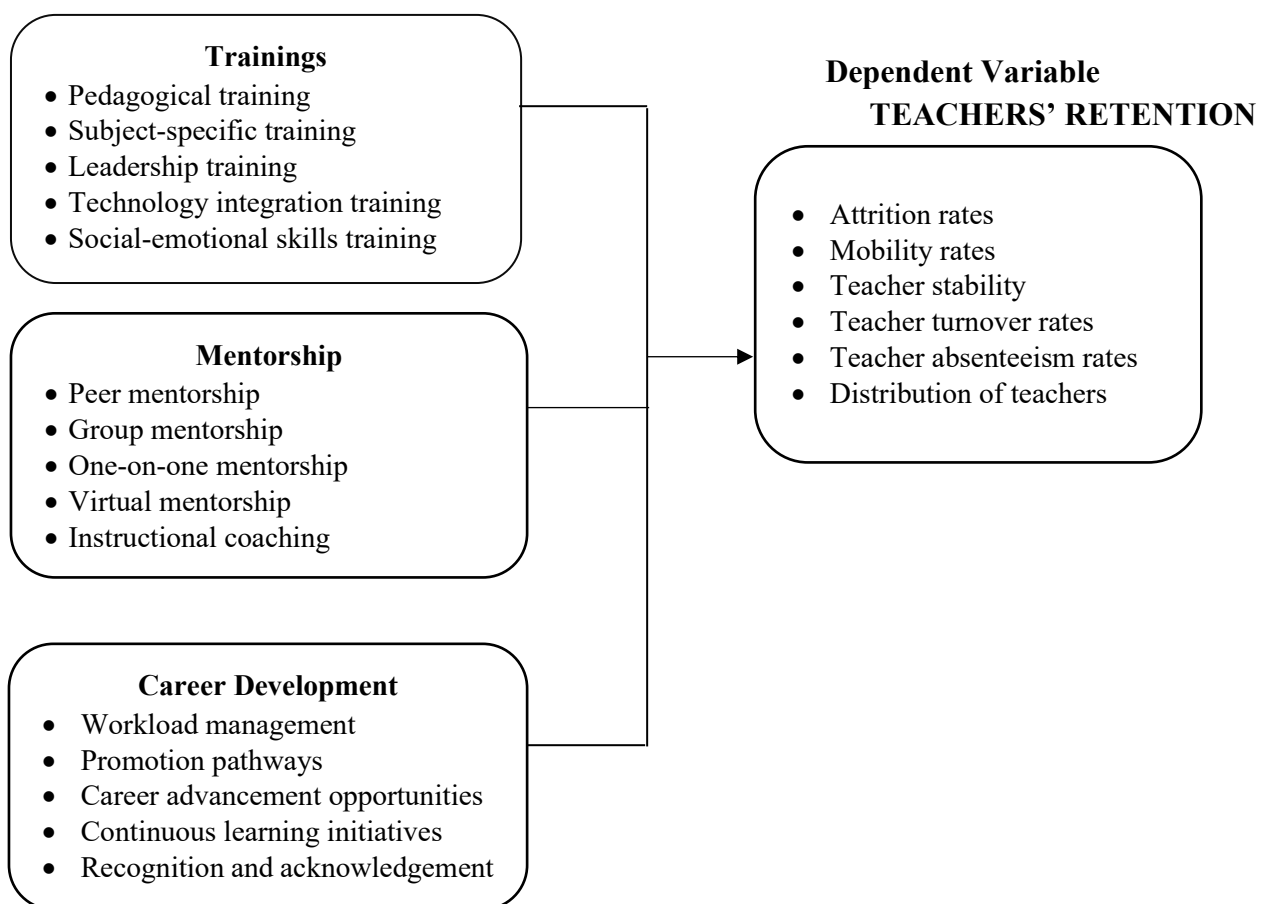 Trainings
• Pedagogical training
• Subject-specific training
• Leadership training
• Technology integration training
• Social-emotional skills training
Mentorship
• Peer mentorship
• Group mentorship
• One-on-one mentorship
• Virtual mentorship
• Instructional coaching
Career Development
• Workload management
• Promotion pathways
• Career advancement opportunities
• Continuous learning initiatives
• Recognition and acknowledgement
Dependent Variable
TEACHERS’ RETENTION
• Attrition rates
• Mobility rates
• Teacher stability
• Teacher turnover rates
• Teacher absenteeism rates
• Distribution of teachers